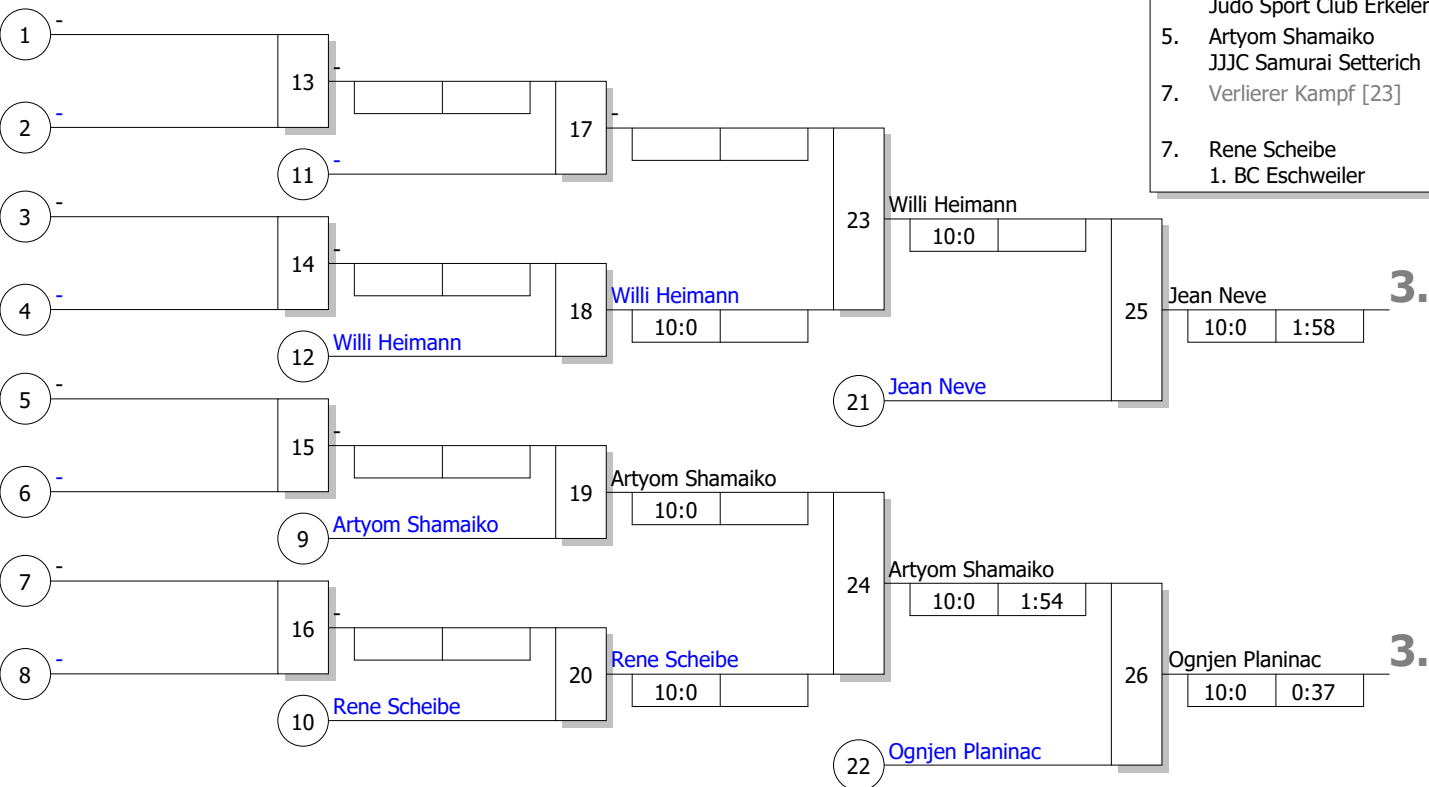 Judo Sport Club Erkelen
5. Artyom Shamaiko
JJJC Samurai Setterich
7. Verlierer Kampf [23]
7. Rene Scheibe
1. BC Eschweiler
1 -
13 -
2 -
17 -
11 -
3 -
23 Willi Heimann
10:0
14 -
4 -
18 Willi Heimann
10:0
25 Jean Neve 3.
10:0 1:58
12 Willi Heimann
5 -
21 Jean Neve
15 -
6 -
19 Artyom Shamaiko
10:0
9 Artyom Shamaiko
7 -
24 Artyom Shamaiko
10:0 1:54
16 -
8 -
20 Rene Scheibe
10:0
26 Ognjen Planinac 3.
10:0 0:37
10 Rene Scheibe
22 Ognjen Planinac